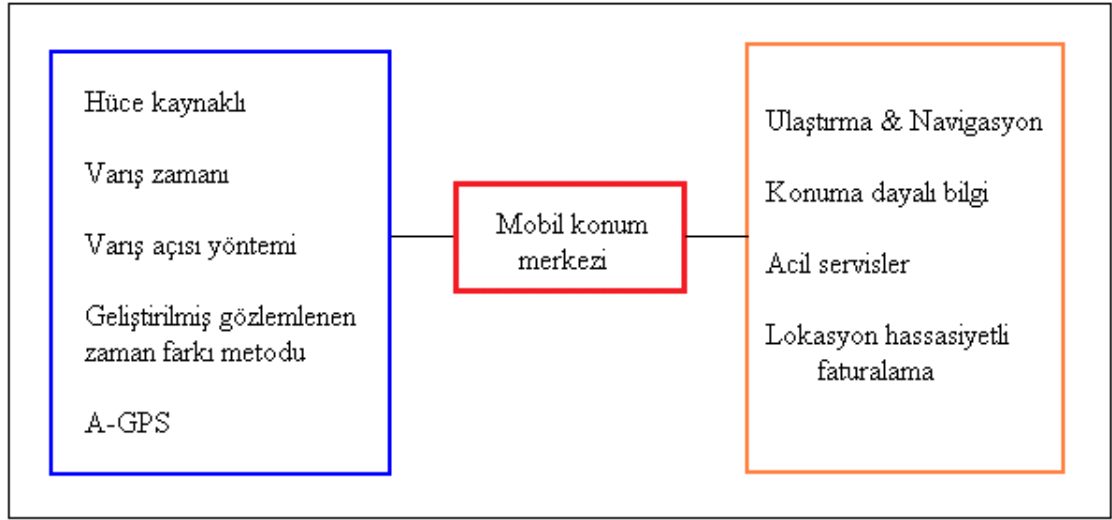 Hüce kaynaklı
Varış zamanı
Varış açısı yöntemi
Geliştirilmiş gözlemlenen
zaman farkı metodu
A-GPS
Mobil konum
merkezi
Ulaştırma & Navigasyon
Konuma dayalı bilgi
Acil servisler
Lokasyon hassasiyetli
faturalama